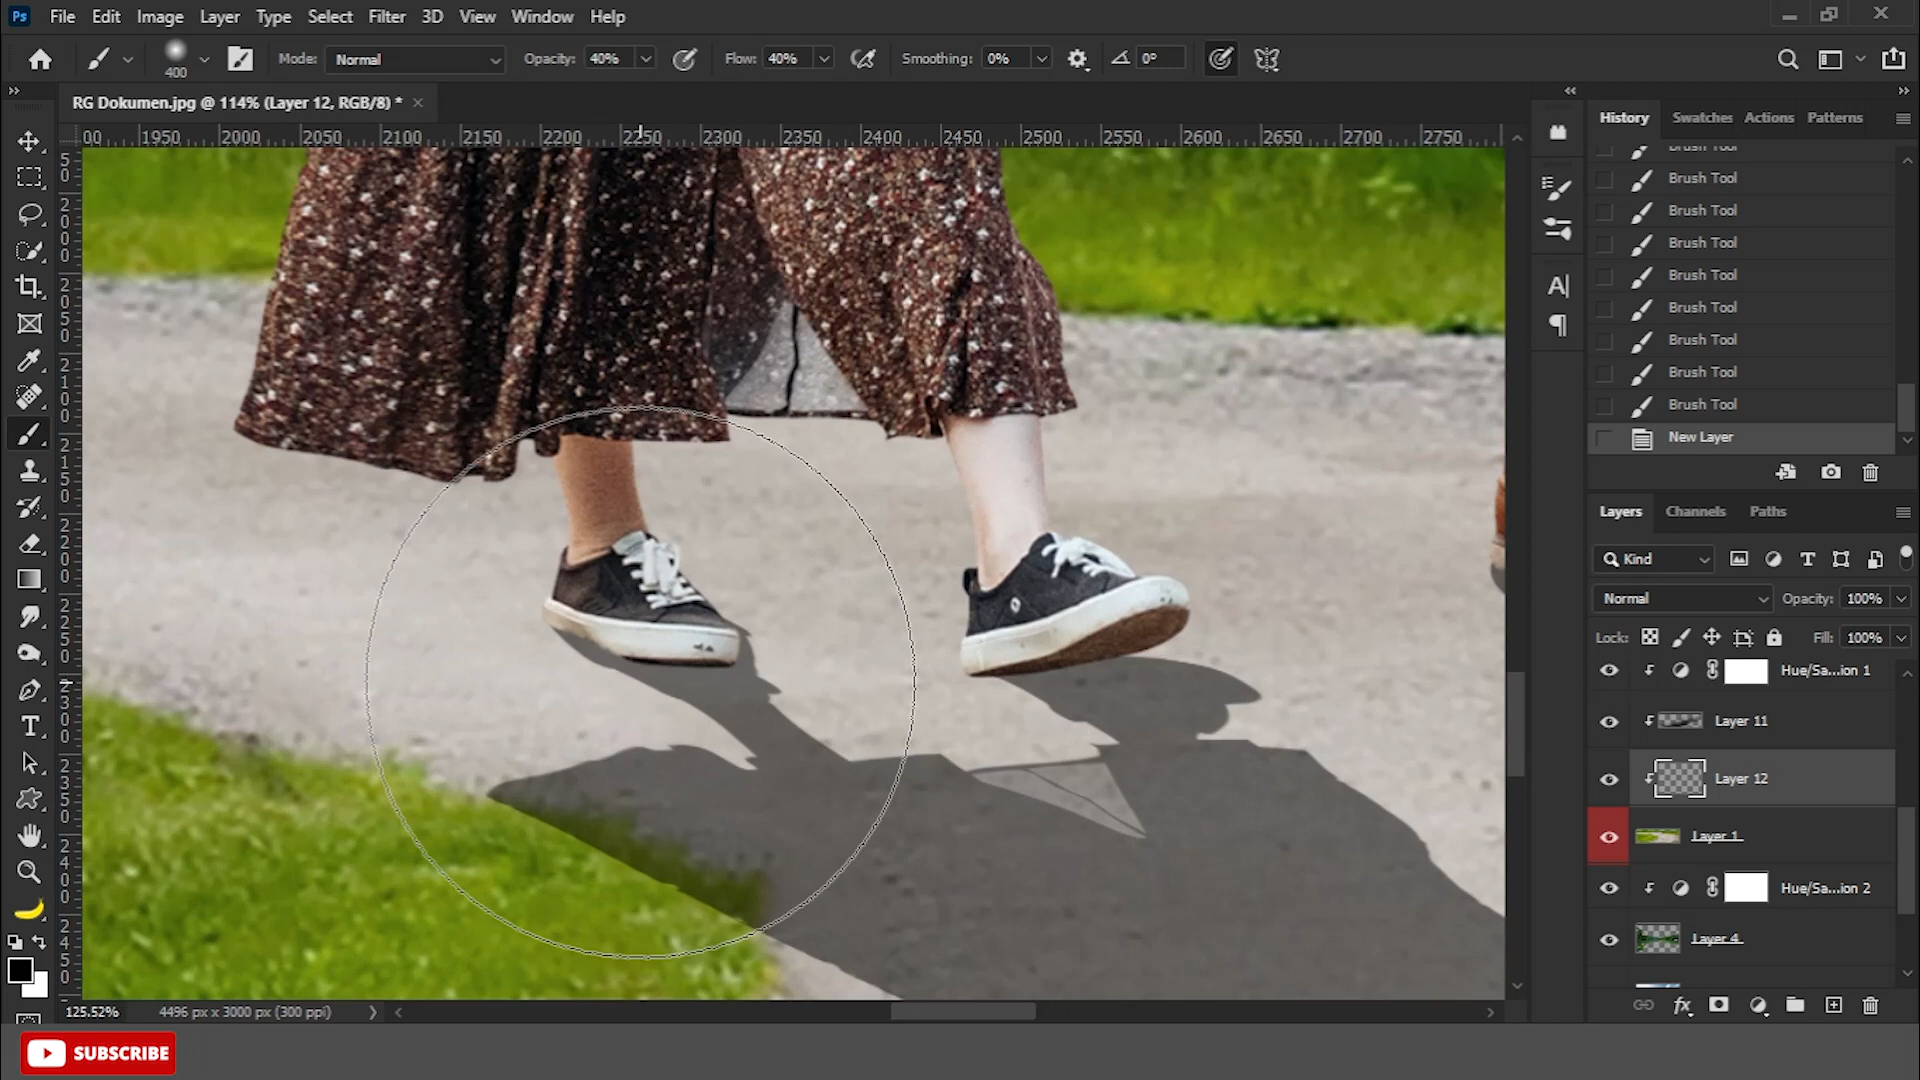 Ps File Edit Image Layer Type Select Filter 3D View Window Help
400 Mode: Normal Opacity: 40% Flow: 40% Smoothing: 0% 0°
RG Dokumen.jpg @ 114% (Layer 12, RGB/8) * ×
00 1950 2000 2050 2100 2150 2200 2250 2300 2350 2400 2450 2500 2550 2600 2650 2700 2750
History Swatches Actions Patterns
Brush Tool
Brush Tool
Brush Tool
Brush Tool
Brush Tool
Brush Tool
Brush Tool
Brush Tool
Brush Tool
New Layer
Layers Channels Paths
Kind
Normal Opacity: 100%
Lock: Fill: 100%
Hue/Sa...ion 1
Layer 11
Layer 12
Layer 1
Hue/Sa...ion 2
Layer 4
125.52% 4496 px x 3000 px (300 ppi)
SUBSCRIBE